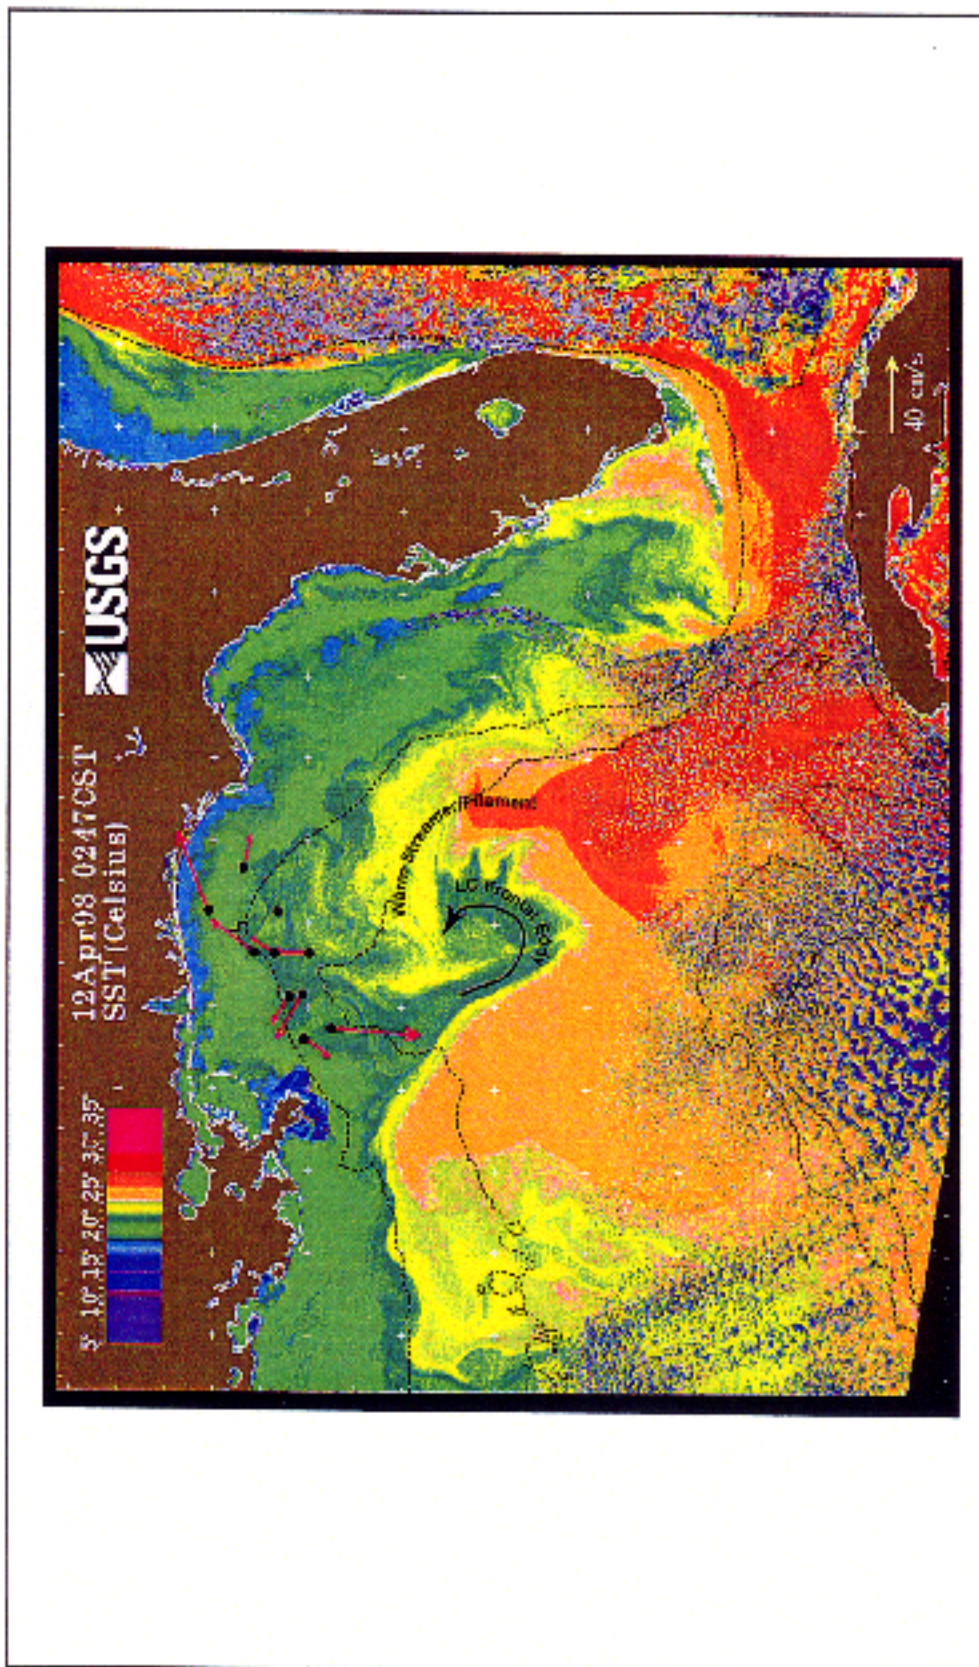 12Apr98 0247CST
SST(Celsius)
USGS
5° 10° 15° 20° 25° 30° 35°
Warm Streamer/Filament
LC Frontal Eddy
40 cm/s